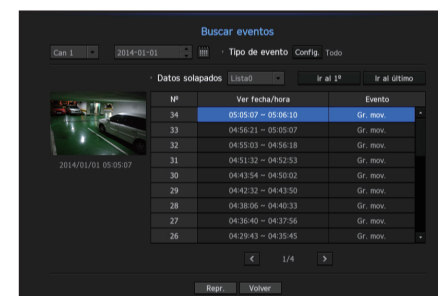 Buscar eventos
Can 1 2014-01-01 Tipo de evento Config. Todo
Datos solapados Lista0 ir al 1º Ir al último
Nº Ver fecha/hora Evento
34 05:05:07 ~ 05:06:10 Gr. mov.
33 04:56:21 ~ 05:05:07 Gr. mov.
32 04:55:03 ~ 04:56:18 Gr. mov.
31 04:51:32 ~ 04:52:53 Gr. mov.
30 04:43:54 ~ 04:50:02 Gr. mov.
29 04:42:32 ~ 04:43:50 Gr. mov.
28 04:38:06 ~ 04:40:33 Gr. mov.
27 04:36:40 ~ 04:37:56 Gr. mov.
26 04:29:43 ~ 04:35:45 Gr. mov.
2014/01/01 05:05:07
< 1/4 >
Repr. Volver